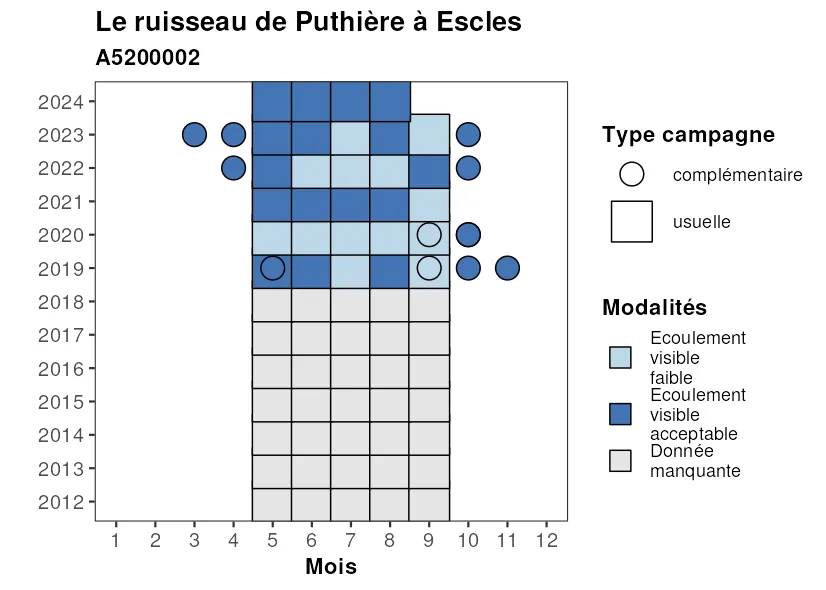 Le ruisseau de Puthière à Escles
A5200002
2024
2023
2022
2021
2020
2019
2018
2017
2016
2015
2014
2013
2012
1 2 3 4 5 6 7 8 9 10 11 12
Mois
Type campagne
complémentaire
usuelle
Modalités
Ecoulement
visible
faible
Ecoulement
visible
acceptable
Donnée
manquante